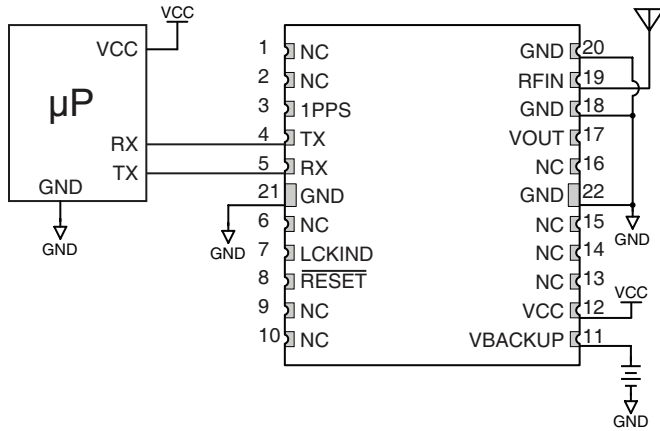 VCC
VCC
μP
RX
TX
GND
GND
1 NC
2 NC
3 1PPS
4 TX
5 RX
21 GND
GND
6 NC
7 LCKIND
8 RESET
9 NC
10 NC
GND 20
RFIN 19
GND 18
VOUT 17
NC 16
GND 22
NC 15
GND
NC 14
NC 13
VCC
VCC 12
VBACKUP 11
GND